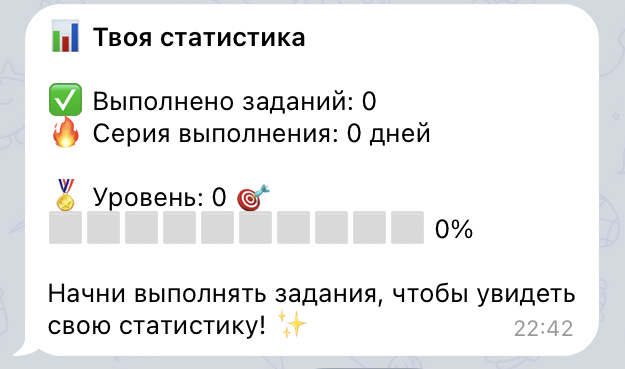 📊 Твоя статистика
✅ Выполнено заданий: 0
🔥 Серия выполнения: 0 дней
🏅 Уровень: 0 🎯
⬜⬜⬜⬜⬜⬜⬜⬜⬜⬜ 0%
Начни выполнять задания, чтобы увидеть
свою статистику! ✨
22:42